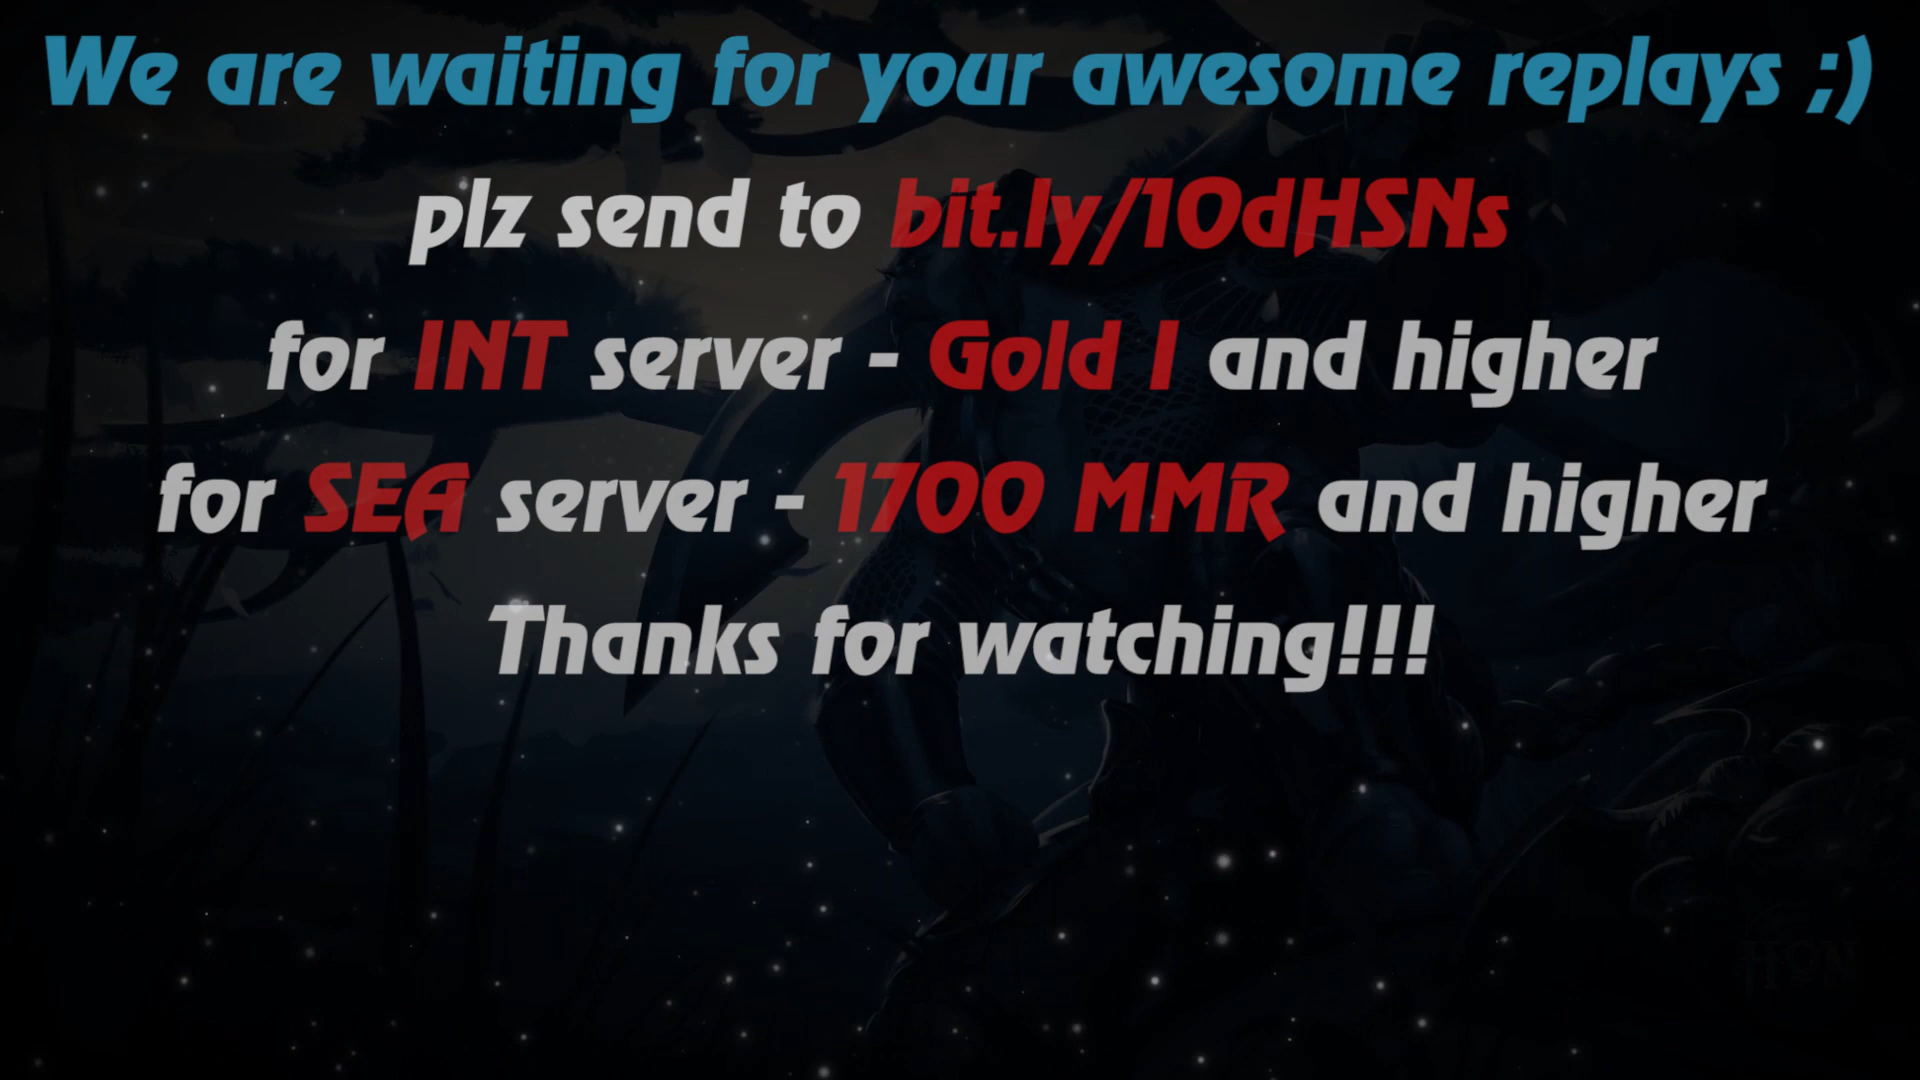 We are waiting for your awesome replays ;)
plz send to bit.ly/10dHSNs
for INT server - Gold I and higher
for SEA server - 1700 MMR and higher
Thanks for watching!!!
HON